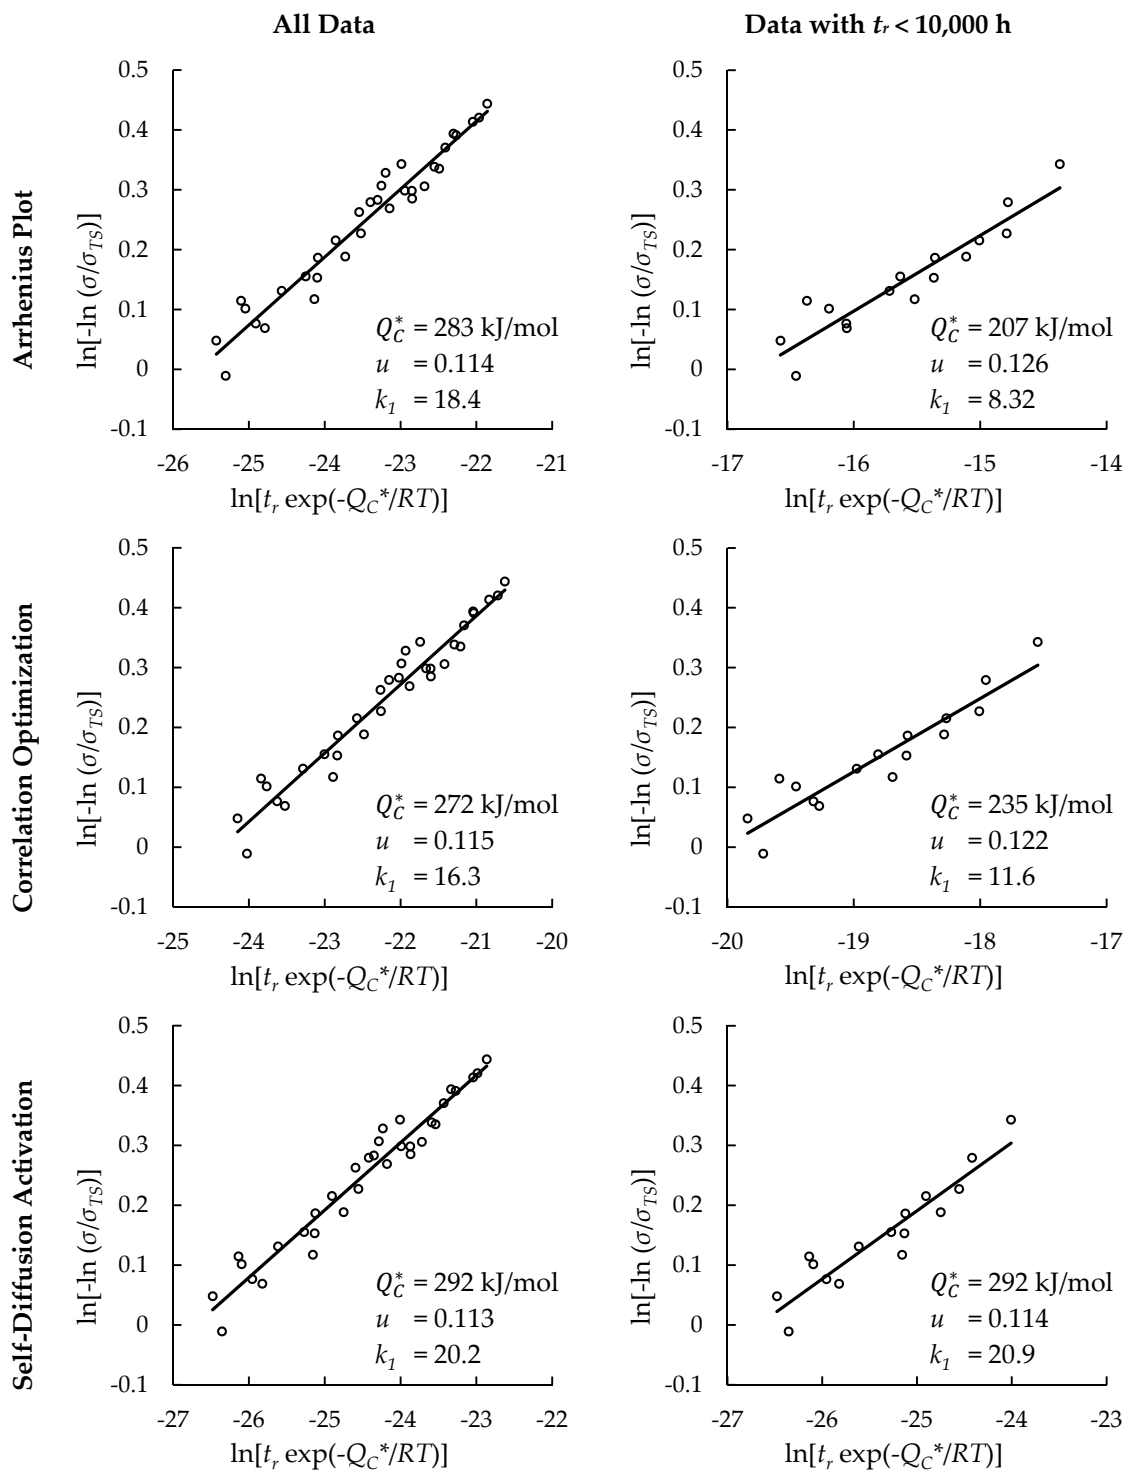 All Data
Data with tr < 10,000 h
Arrhenius Plot
ln[-ln (σ/σTS)]
0.5
0.4
0.3
0.2
0.1
0
-0.1
QC* = 283 kJ/mol
u = 0.114
k1 = 18.4
-26 -25 -24 -23 -22 -21
ln[tr exp(-QC*/RT)]
ln[-ln (σ/σTS)]
0.5
0.4
0.3
0.2
0.1
0
-0.1
QC* = 207 kJ/mol
u = 0.126
k1 = 8.32
-17 -16 -15 -14
ln[tr exp(-QC*/RT)]
Correlation Optimization
ln[-ln (σ/σTS)]
0.5
0.4
0.3
0.2
0.1
0
-0.1
QC* = 272 kJ/mol
u = 0.115
k1 = 16.3
-25 -24 -23 -22 -21 -20
ln[tr exp(-QC*/RT)]
ln[-ln (σ/σTS)]
0.5
0.4
0.3
0.2
0.1
0
-0.1
QC* = 235 kJ/mol
u = 0.122
k1 = 11.6
-20 -19 -18 -17
ln[tr exp(-QC*/RT)]
Self-Diffusion Activation
ln[-ln (σ/σTS)]
0.5
0.4
0.3
0.2
0.1
0
-0.1
QC* = 292 kJ/mol
u = 0.113
k1 = 20.2
-27 -26 -25 -24 -23 -22
ln[tr exp(-QC*/RT)]
ln[-ln (σ/σTS)]
0.5
0.4
0.3
0.2
0.1
0
-0.1
QC* = 292 kJ/mol
u = 0.114
k1 = 20.9
-27 -26 -25 -24 -23
ln[tr exp(-QC*/RT)]